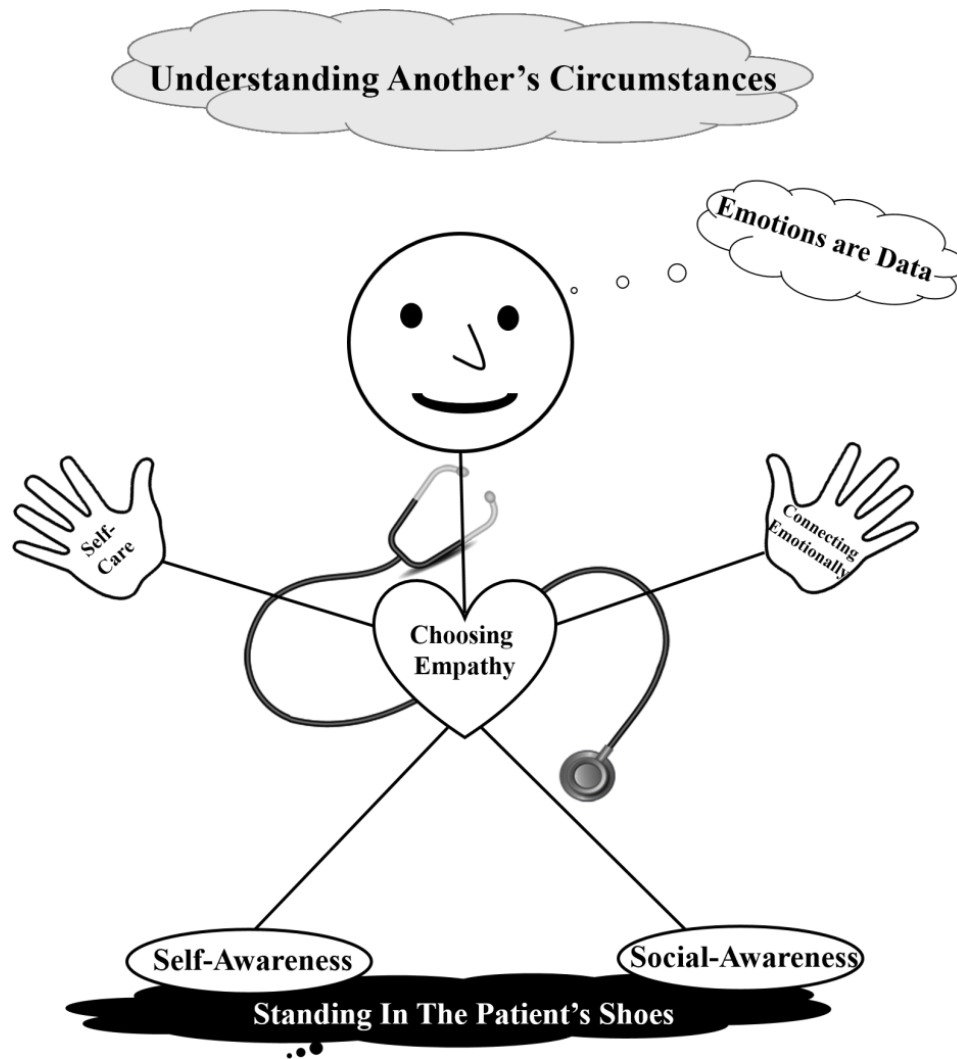 Understanding Another’s Circumstances
Emotions are Data
Self-
Care
Connecting
Emotionally
Choosing
Empathy
Self-Awareness
Social-Awareness
Standing In The Patient’s Shoes